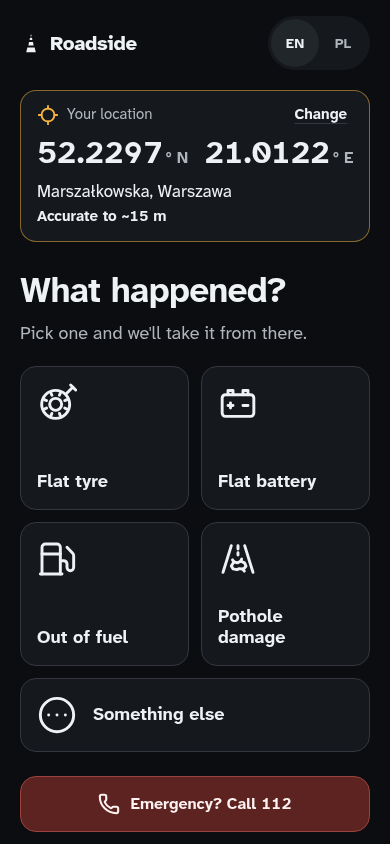 Roadside
EN PL
Your location Change
52.2297° N 21.0122° E
Marszałkowska, Warszawa
Accurate to ~15 m
What happened?
Pick one and we'll take it from there.
Flat tyre
Flat battery
Out of fuel
Pothole
damage
Something else
Emergency? Call 112